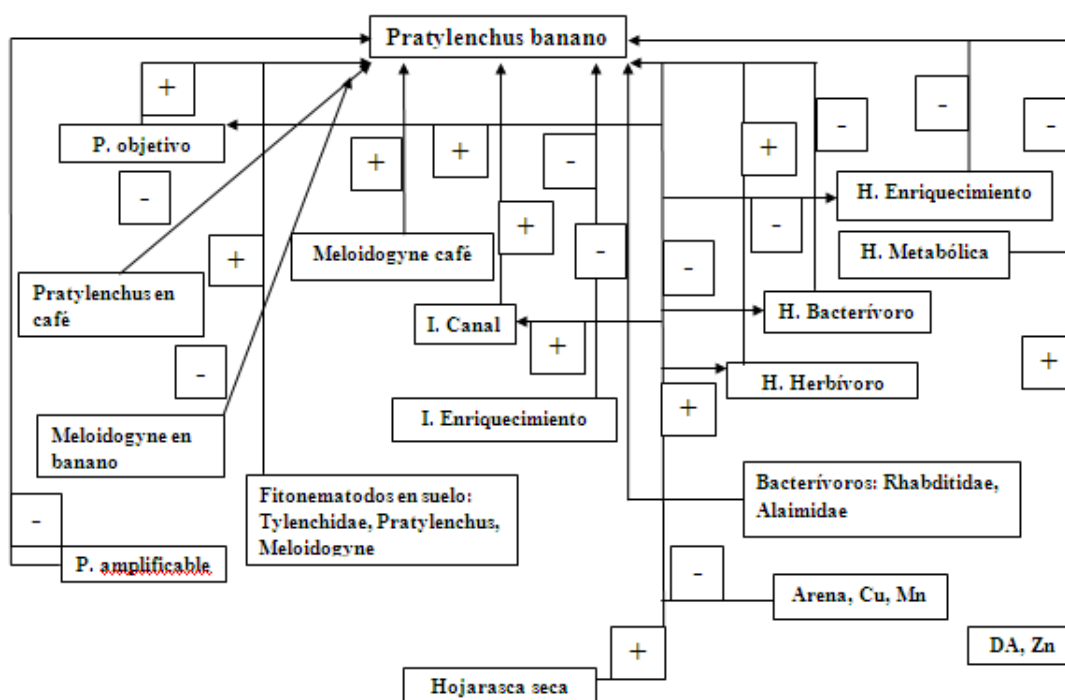 Pratylenchus banano
+
-
-
-
P. objetivo
+
+
-
+
-
H. Enriquecimiento
-
+
+
-
Meloidogyne café
-
-
H. Metabólica
Pratylenchus en
café
I. Canal
H. Bacterívoro
+
+
-
H. Herbívoro
+
I. Enriquecimiento
Meloidogyne en
banano
Fitonematodos en suelo:
Tylenchidae, Pratylenchus,
Meloidogyne
Bacterívoros: Rhabditidae,
Alaimidae
-
P. amplificable
-
Arena, Cu, Mn
+
DA, Zn
Hojarasca seca